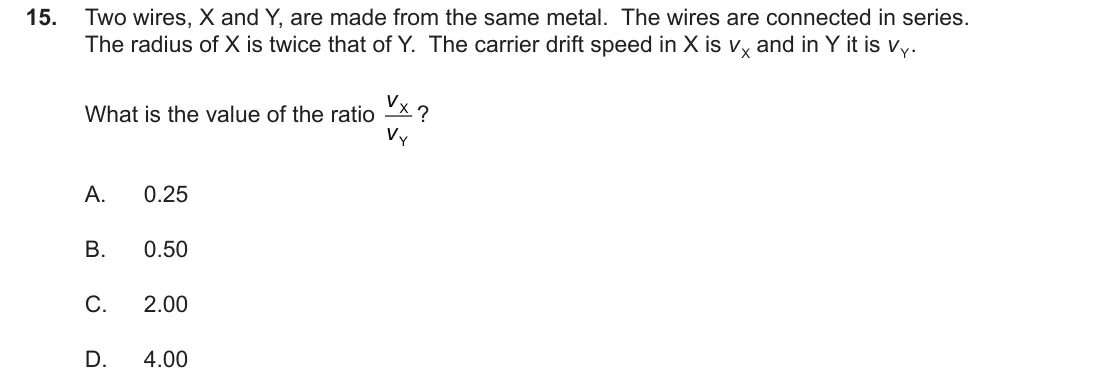 15. Two wires, X and Y, are made from the same metal. The wires are connected in series.
The radius of X is twice that of Y. The carrier drift speed in X is vX and in Y it is vY.
What is the value of the ratio vX/vY?
A. 0.25
B. 0.50
C. 2.00
D. 4.00